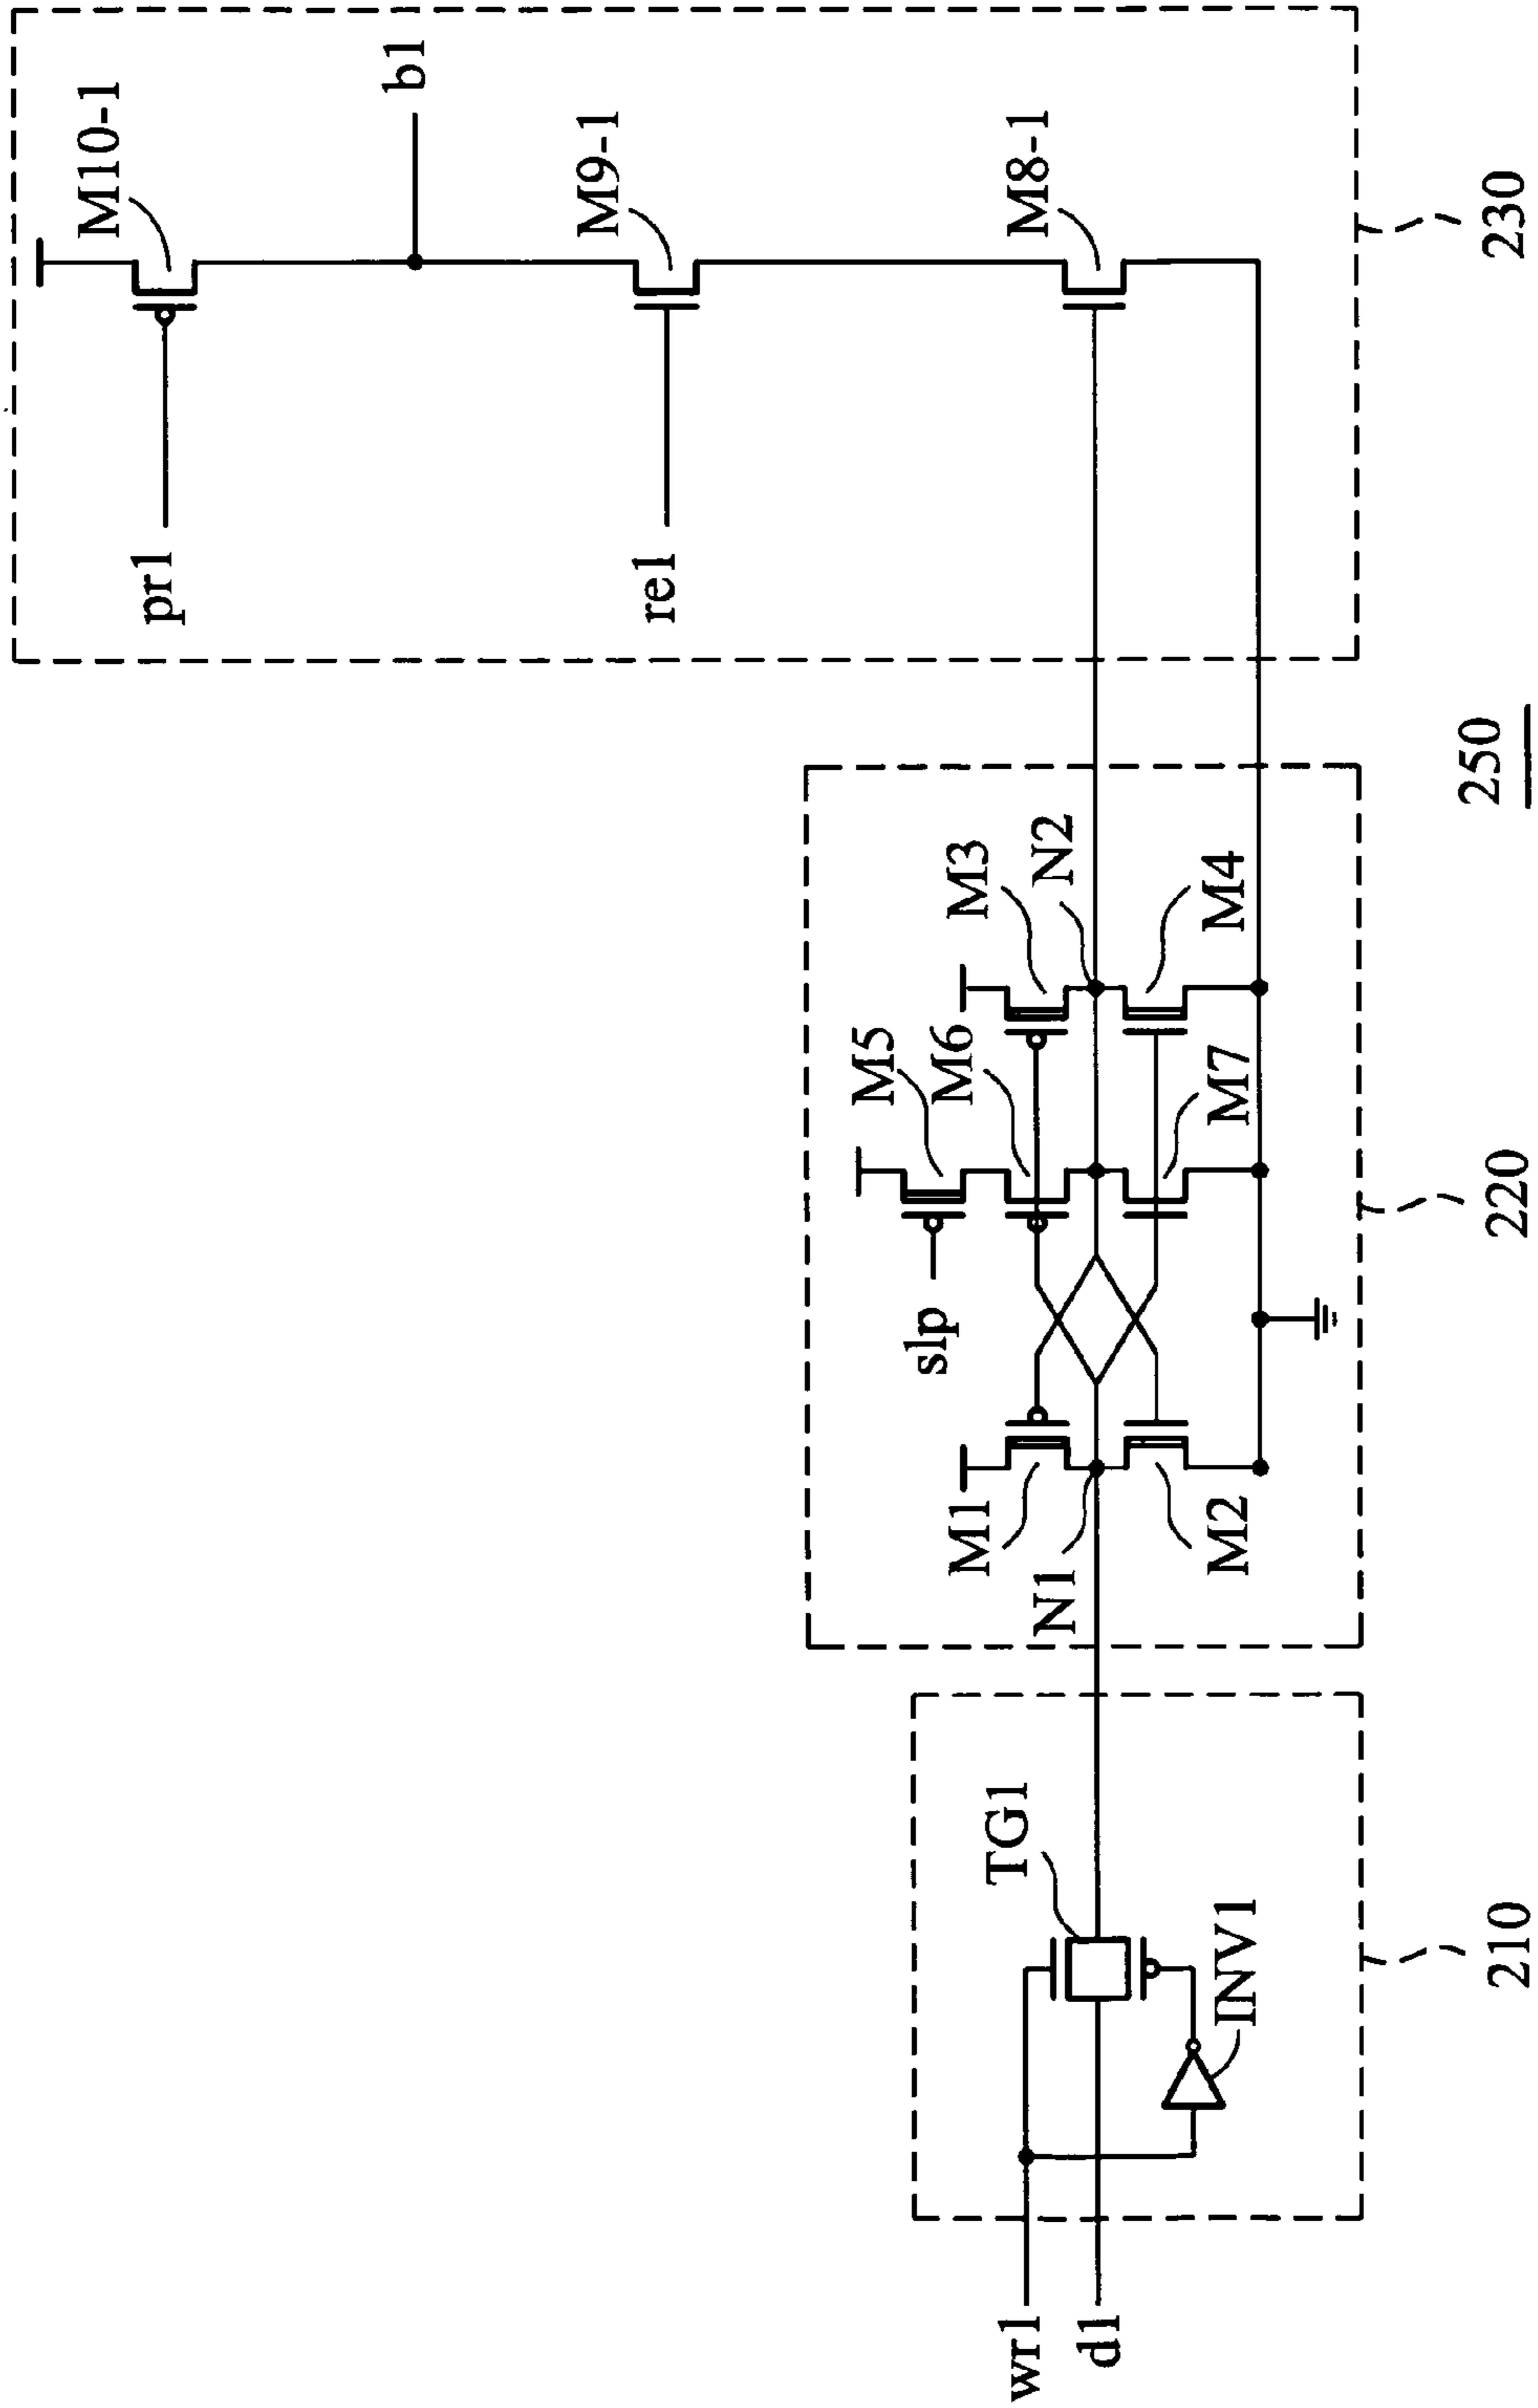 M10-1
b1
pr1
M9-1
re1
M8-1
230
250
M5
M3
M6
N2
slp
M1
N1
M7
M4
M2
220
TG1
INV1
wr1
d1
210